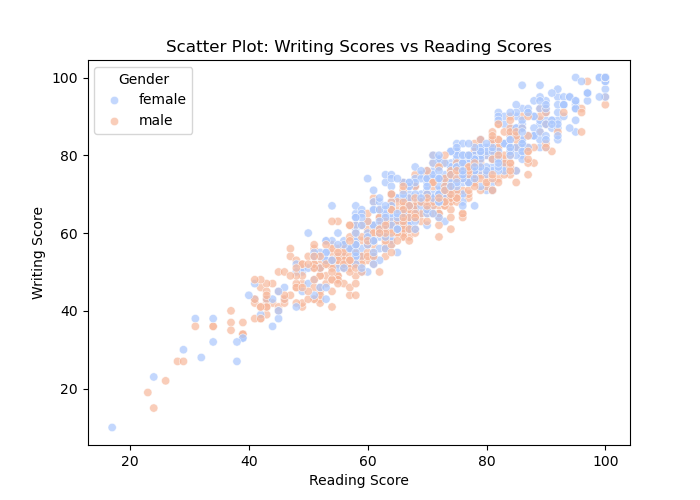 Scatter Plot: Writing Scores vs Reading Scores
Gender
female
male
100
80
60
40
20
Writing Score
20 40 60 80 100
Reading Score